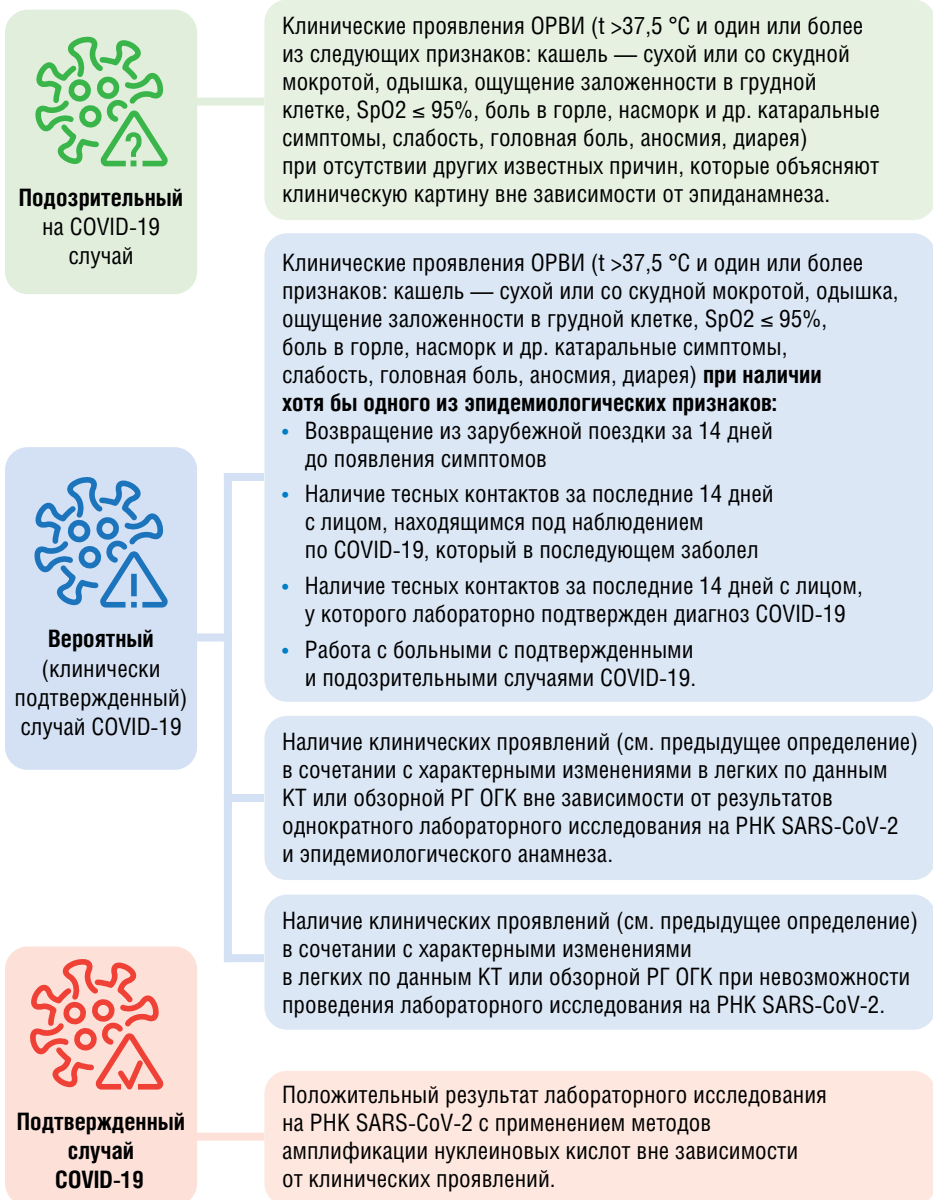 Подозрительный
на COVID-19
случай
Клинические проявления ОРВИ (t >37,5 °C и один или более
из следующих признаков: кашель — сухой или со скудной
мокротой, одышка, ощущение заложенности в грудной
клетке, SpO2 ≤ 95%, боль в горле, насморк и др. катаральные
симптомы, слабость, головная боль, аносмия, диарея)
при отсутствии других известных причин, которые объясняют
клиническую картину вне зависимости от эпиданамнеза.
Вероятный
(клинически
подтвержденный)
случай COVID-19
Клинические проявления ОРВИ (t >37,5 °C и один или более
признаков: кашель — сухой или со скудной мокротой, одышка,
ощущение заложенности в грудной клетке, SpO2 ≤ 95%,
боль в горле, насморк и др. катаральные симптомы,
слабость, головная боль, аносмия, диарея) при наличии
хотя бы одного из эпидемиологических признаков:
• Возвращение из зарубежной поездки за 14 дней
до появления симптомов
• Наличие тесных контактов за последние 14 дней
с лицом, находящимся под наблюдением
по COVID-19, который в последующем заболел
• Наличие тесных контактов за последние 14 дней с лицом,
у которого лабораторно подтвержден диагноз COVID-19
• Работа с больными с подтвержденными
и подозрительными случаями COVID-19.
Наличие клинических проявлений (см. предыдущее определение)
в сочетании с характерными изменениями в легких по данным
КТ или обзорной РГ ОГК вне зависимости от результатов
однократного лабораторного исследования на РНК SARS-CoV-2
и эпидемиологического анамнеза.
Наличие клинических проявлений (см. предыдущее определение)
в сочетании с характерными изменениями
в легких по данным КТ или обзорной РГ ОГК при невозможности
проведения лабораторного исследования на РНК SARS-CoV-2.
Подтвержденный
случай
COVID-19
Положительный результат лабораторного исследования
на РНК SARS-CoV-2 с применением методов
амплификации нуклеиновых кислот вне зависимости
от клинических проявлений.